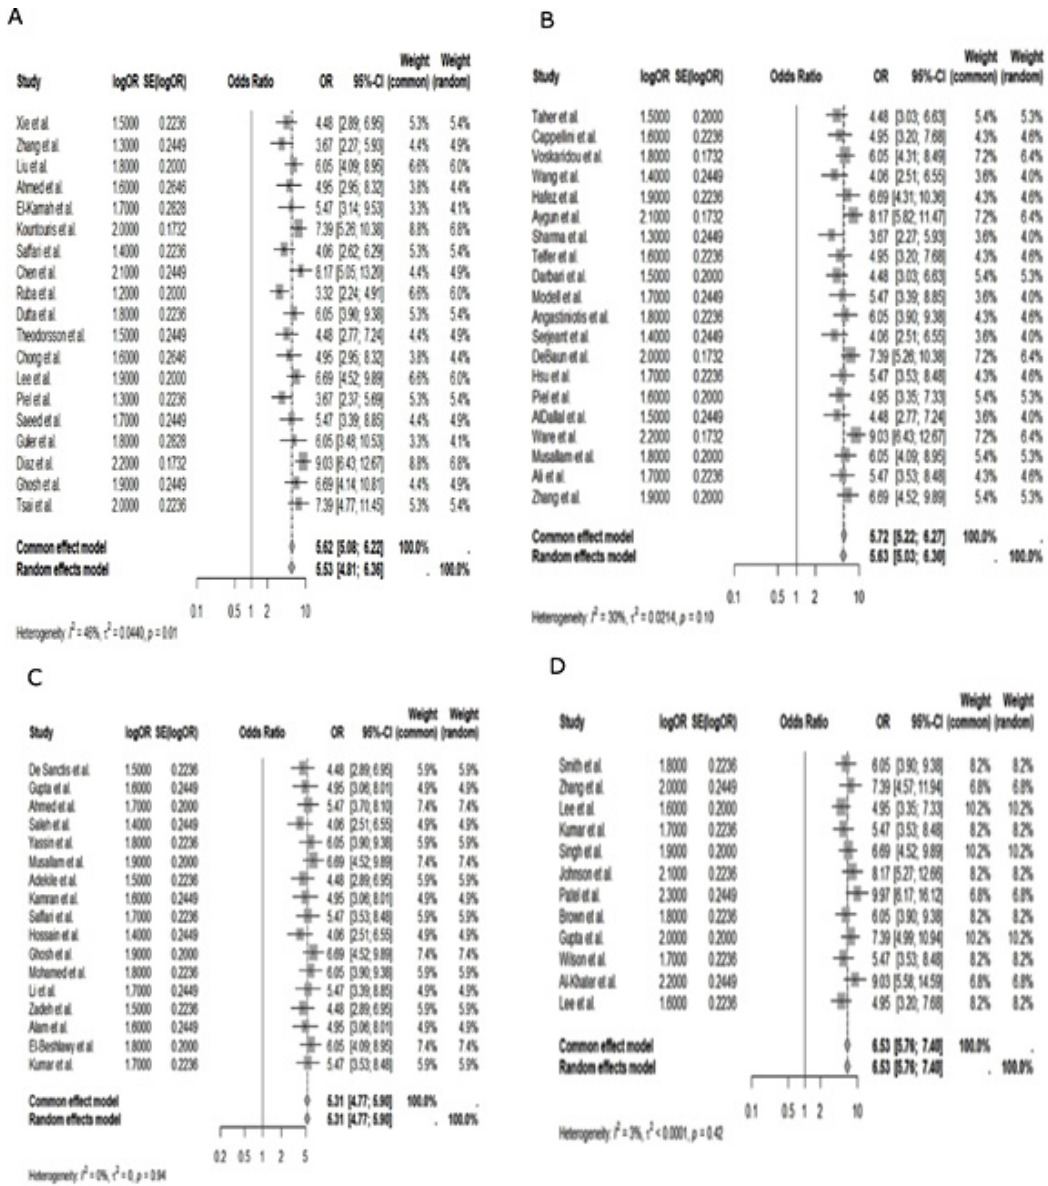 A
Weight Weight
Study logOR SE(logOR) Odds Ratio OR 95%-CI (common) (random)
Xie et al. 1.5000 0.2236 4.48 [2.89; 6.95] 5.3% 5.4%
Zhang et al. 1.3000 0.2449 3.67 [2.27; 5.93] 4.4% 4.9%
Liu et al. 1.8000 0.2000 6.05 [4.09; 8.95] 6.6% 6.0%
Ahmed et al. 1.6000 0.2646 4.95 [2.95; 8.32] 3.8% 4.4%
El-Kamah et al. 1.7000 0.2828 5.47 [3.14; 9.53] 3.3% 4.1%
Kountouris et al. 2.0000 0.1732 7.39 [5.26; 10.38] 8.8% 6.8%
Saffari et al. 1.4000 0.2236 4.06 [2.62; 6.29] 5.3% 5.4%
Chen et al. 2.1000 0.2449 8.17 [5.05; 13.20] 4.4% 4.9%
Ruba et al. 1.2000 0.2000 3.32 [2.24; 4.91] 6.6% 6.0%
Dutta et al. 1.8000 0.2236 6.05 [3.90; 9.38] 5.3% 5.4%
Theodorsson et al. 1.5000 0.2449 4.48 [2.77; 7.24] 4.4% 4.9%
Chong et al. 1.6000 0.2646 4.95 [2.95; 8.32] 3.8% 4.4%
Lee et al. 1.9000 0.2000 6.69 [4.52; 9.89] 6.6% 6.0%
Piel et al. 1.3000 0.2236 3.67 [2.37; 5.69] 5.3% 5.4%
Saeed et al. 1.7000 0.2449 5.47 [3.39; 8.85] 4.4% 4.9%
Guler et al. 1.8000 0.2828 6.05 [3.48; 10.53] 3.3% 4.1%
Diaz et al. 2.2000 0.1732 9.03 [6.43; 12.67] 8.8% 6.8%
Ghosh et al. 1.9000 0.2449 6.69 [4.14; 10.81] 4.4% 4.9%
Tsai et al. 2.0000 0.2236 7.39 [4.77; 11.45] 5.3% 5.4%
Common effect model 5.62 [5.08; 6.22] 100.0% .
Random effects model 5.53 [4.81; 6.36] . 100.0%
0.1 0.5 1 2 10
Heterogeneity: I² = 46%, τ² = 0.0440, p = 0.01
B
Weight Weight
Study logOR SE(logOR) Odds Ratio OR 95%-CI (common) (random)
Taher et al. 1.5000 0.2000 4.48 [3.03; 6.63] 5.4% 5.3%
Cappelini et al. 1.6000 0.2236 4.95 [3.20; 7.68] 4.3% 4.6%
Voskaridou et al. 1.8000 0.1732 6.05 [4.31; 8.49] 7.2% 6.4%
Wang et al. 1.4000 0.2449 4.06 [2.51; 6.55] 3.6% 4.0%
Hafez et al. 1.9000 0.2236 6.69 [4.31; 10.36] 4.3% 4.6%
Aygun et al. 2.1000 0.1732 8.17 [5.82; 11.47] 7.2% 6.4%
Sharma et al. 1.3000 0.2449 3.67 [2.27; 5.93] 3.6% 4.0%
Telfer et al. 1.6000 0.2236 4.95 [3.20; 7.68] 4.3% 4.6%
Darbari et al. 1.5000 0.2000 4.48 [3.03; 6.63] 5.4% 5.3%
Modell et al. 1.7000 0.2449 5.47 [3.39; 8.85] 3.6% 4.0%
Angastiniotis et al. 1.8000 0.2236 6.05 [3.90; 9.38] 4.3% 4.6%
Serjeant et al. 1.4000 0.2449 4.06 [2.51; 6.55] 3.6% 4.0%
DeBaun et al. 2.0000 0.1732 7.39 [5.26; 10.38] 7.2% 6.4%
Hsu et al. 1.7000 0.2236 5.47 [3.53; 8.48] 4.3% 4.6%
Piel et al. 1.6000 0.2000 4.95 [3.35; 7.33] 5.4% 5.3%
AlDallal et al. 1.5000 0.2449 4.48 [2.77; 7.24] 3.6% 4.0%
Ware et al. 2.2000 0.1732 9.03 [6.43; 12.67] 7.2% 6.4%
Musallam et al. 1.8000 0.2000 6.05 [4.09; 8.95] 5.4% 5.3%
Ali et al. 1.7000 0.2236 5.47 [3.53; 8.48] 4.3% 4.6%
Zhang et al. 1.9000 0.2000 6.69 [4.52; 9.89] 5.4% 5.3%
Common effect model 5.72 [5.22; 6.27] 100.0% .
Random effects model 5.63 [5.03; 6.30] . 100.0%
0.1 0.5 1 2 10
Heterogeneity: I² = 30%, τ² = 0.0214, p = 0.10
C
Weight Weight
Study logOR SE(logOR) Odds Ratio OR 95%-CI (common) (random)
De Sanctis et al. 1.5000 0.2236 4.48 [2.89; 6.95] 5.9% 5.9%
Gupta et al. 1.6000 0.2449 4.95 [3.06; 8.01] 4.9% 4.9%
Ahmed et al. 1.7000 0.2000 5.47 [3.70; 8.10] 7.4% 7.4%
Saleh et al. 1.4000 0.2449 4.06 [2.51; 6.55] 4.9% 4.9%
Yassin et al. 1.8000 0.2236 6.05 [3.90; 9.38] 5.9% 5.9%
Musallam et al. 1.9000 0.2000 6.69 [4.52; 9.89] 7.4% 7.4%
Adekile et al. 1.5000 0.2236 4.48 [2.89; 6.95] 5.9% 5.9%
Kamran et al. 1.6000 0.2449 4.95 [3.06; 8.01] 4.9% 4.9%
Saffari et al. 1.7000 0.2236 5.47 [3.53; 8.48] 5.9% 5.9%
Hossain et al. 1.4000 0.2449 4.06 [2.51; 6.55] 4.9% 4.9%
Ghosh et al. 1.9000 0.2000 6.69 [4.52; 9.89] 7.4% 7.4%
Mohamed et al. 1.8000 0.2236 6.05 [3.90; 9.38] 5.9% 5.9%
Li et al. 1.7000 0.2449 5.47 [3.39; 8.85] 4.9% 4.9%
Zadeh et al. 1.5000 0.2236 4.48 [2.89; 6.95] 5.9% 5.9%
Alam et al. 1.6000 0.2449 4.95 [3.06; 8.01] 4.9% 4.9%
El-Beshlawy et al. 1.8000 0.2000 6.05 [4.09; 8.95] 7.4% 7.4%
Kumar et al. 1.7000 0.2236 5.47 [3.53; 8.48] 5.9% 5.9%
Common effect model 5.31 [4.77; 5.90] 100.0% .
Random effects model 5.31 [4.77; 5.90] . 100.0%
0.2 0.5 1 2 5
Heterogeneity: I² = 0%, τ² = 0, p = 0.94
D
Weight Weight
Study logOR SE(logOR) Odds Ratio OR 95%-CI (common) (random)
Smith et al. 1.8000 0.2236 6.05 [3.90; 9.38] 8.2% 8.2%
Zhang et al. 2.0000 0.2449 7.39 [4.57; 11.94] 6.8% 6.8%
Lee et al. 1.6000 0.2000 4.95 [3.35; 7.33] 10.2% 10.2%
Kumar et al. 1.7000 0.2236 5.47 [3.53; 8.48] 8.2% 8.2%
Singh et al. 1.9000 0.2000 6.69 [4.52; 9.89] 10.2% 10.2%
Johnson et al. 2.1000 0.2236 8.17 [5.27; 12.66] 8.2% 8.2%
Patel et al. 2.3000 0.2449 9.97 [6.17; 16.12] 6.8% 6.8%
Brown et al. 1.8000 0.2236 6.05 [3.90; 9.38] 8.2% 8.2%
Gupta et al. 2.0000 0.2000 7.39 [4.99; 10.94] 10.2% 10.2%
Wilson et al. 1.7000 0.2236 5.47 [3.53; 8.48] 8.2% 8.2%
Al-Khater et al. 2.2000 0.2449 9.03 [5.58; 14.59] 6.8% 6.8%
Lee et al. 1.6000 0.2236 4.95 [3.20; 7.68] 8.2% 8.2%
Common effect model 6.53 [5.76; 7.40] 100.0% .
Random effects model 6.53 [5.76; 7.40] . 100.0%
0.1 0.5 1 2 10
Heterogeneity: I² = 3%, τ² < 0.0001, p = 0.42